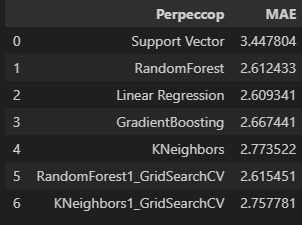 Perpeccop MAE
0 Support Vector 3.447804
1 RandomForest 2.612433
2 Linear Regression 2.609341
3 GradientBoosting 2.667441
4 KNeighbors 2.773522
5 RandomForest1_GridSearchCV 2.615451
6 KNeighbors1_GridSearchCV 2.757781